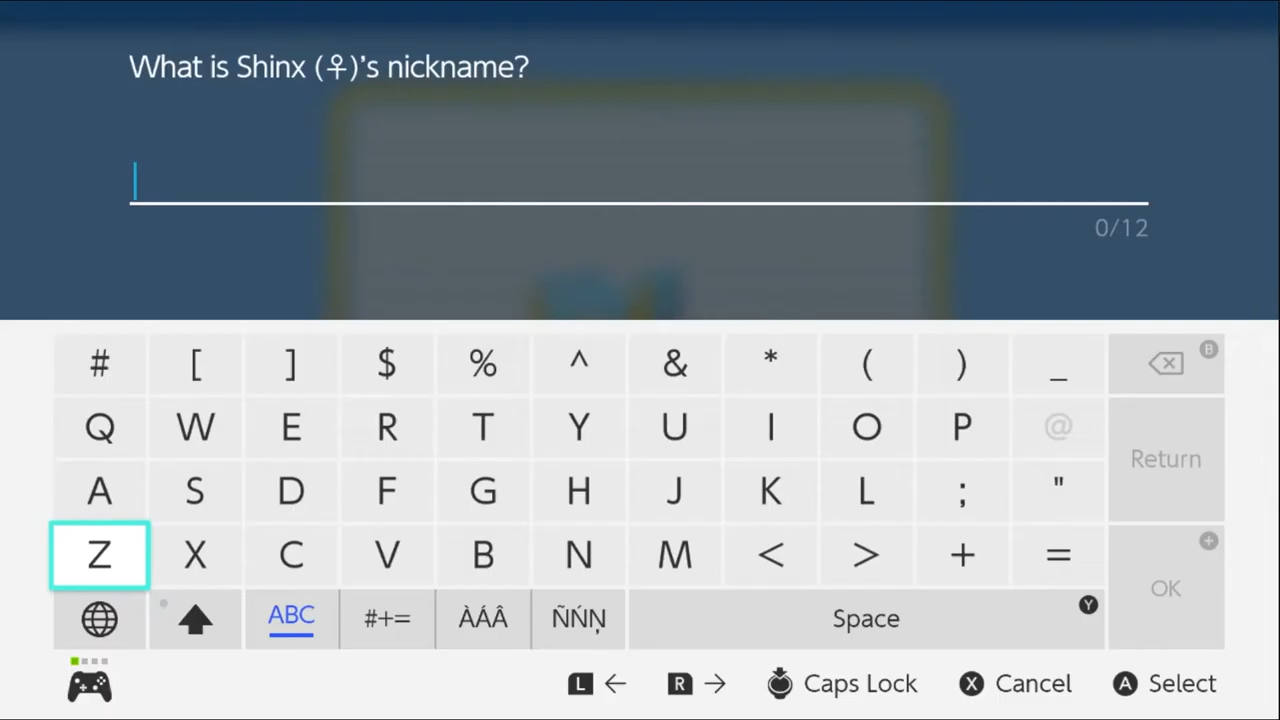 What is Shinx (♀)'s nickname?
0/12
# [ ] $ % ^ & * ( ) _ B
Q W E R T Y U I O P @
Return
A S D F G H J K L ; "
Z X C V B N M < > + = +
OK
ABC #+= ÀÁÂ ÑŃŅ Space Y
L ← R → Caps Lock X Cancel A Select